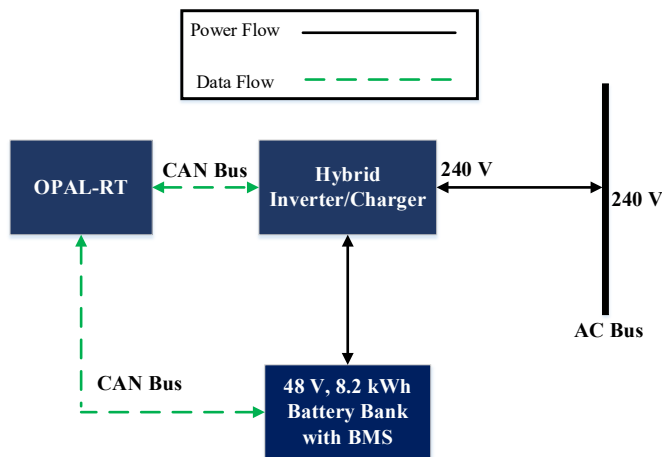 Power Flow
Data Flow
OPAL-RT
CAN Bus
Hybrid
Inverter/Charger
240 V
240 V
AC Bus
CAN Bus
48 V, 8.2 kWh
Battery Bank
with BMS